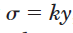 σ = ky